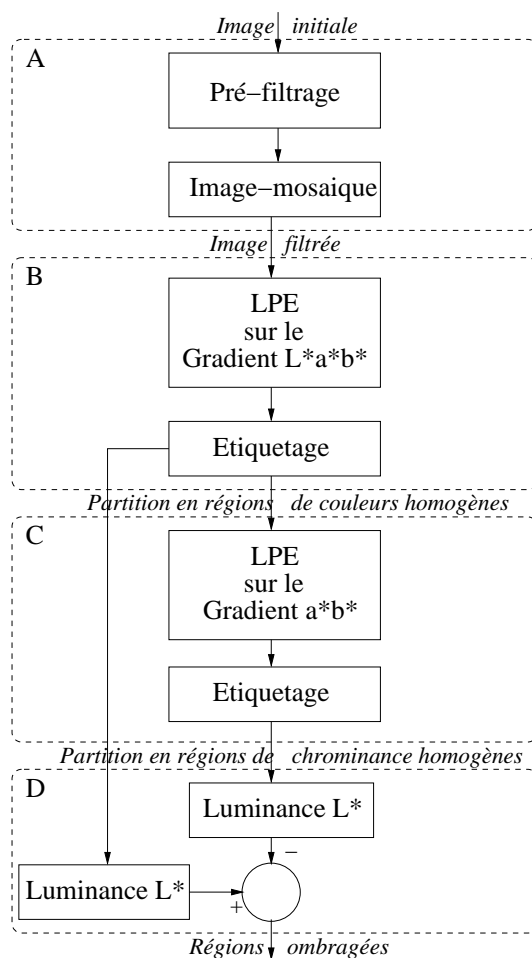 Image initiale
A
Pré-filtrage
Image-mosaique
Image filtrée
B
LPE
sur le
Gradient L*a*b*
Etiquetage
Partition en régions de couleurs homogènes
C
LPE
sur le
Gradient a*b*
Etiquetage
Partition en régions de chrominance homogènes
D
Luminance L*
−
Luminance L*
+
Régions ombragées